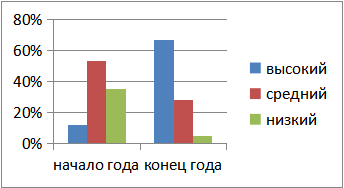 80%
60%
40%
20%
0%
начало года конец года
высокий
средний
низкий